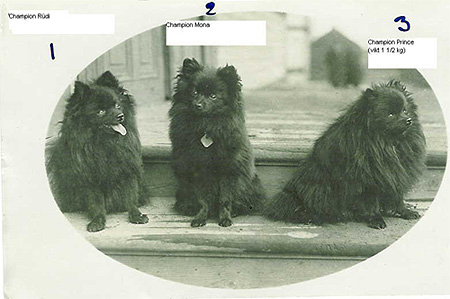 'Champion Rüdi
1
2
Champion Mona
3
Champion Prince
(vikt 1 1/2 kg)